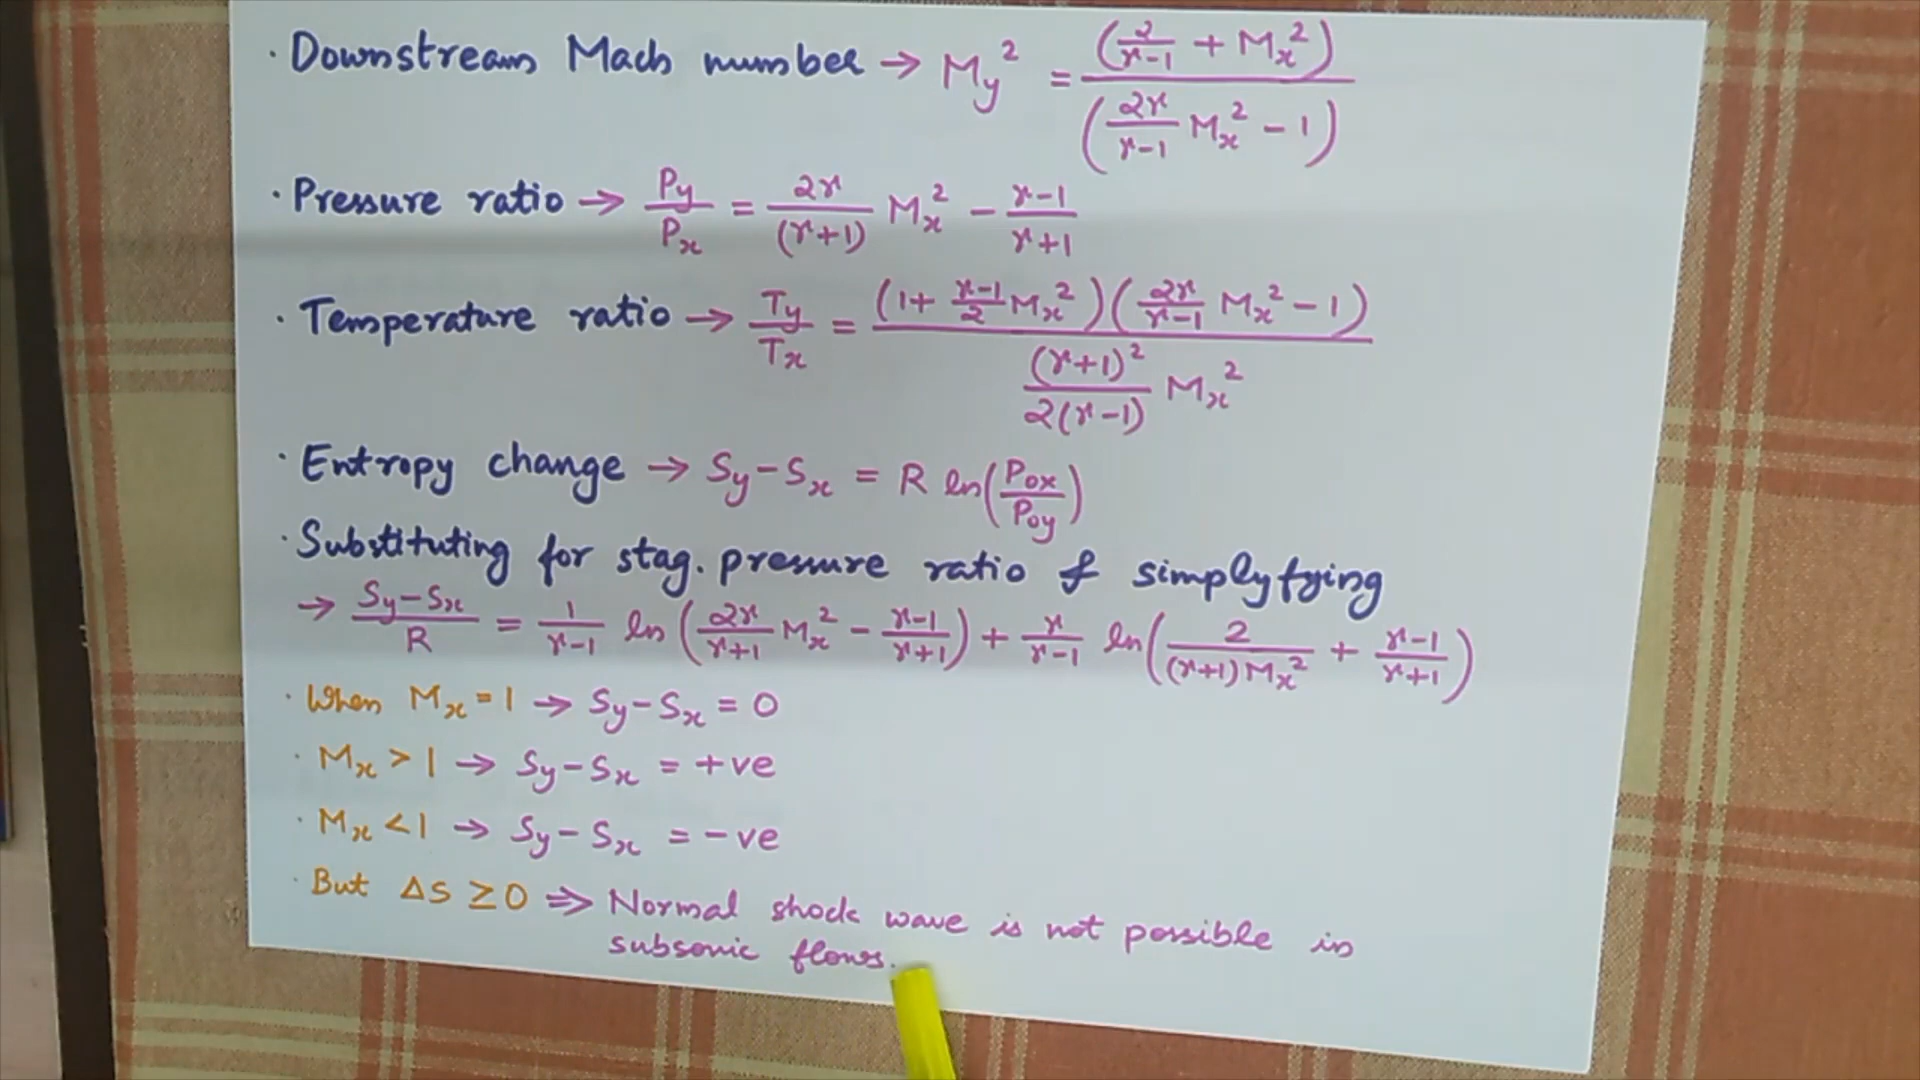 · Downstream Mach number → My² = (2/(γ-1) + Mx²) / (2γ/(γ-1) Mx² - 1)
· Pressure ratio → Py/Px = 2γ/(γ+1) Mx² - (γ-1)/(γ+1)
· Temperature ratio → Ty/Tx = (1 + (γ-1)/2 Mx²)(2γ/(γ-1) Mx² - 1) / ((γ+1)²/(2(γ-1)) Mx²)
· Entropy change → Sy-Sx = R ln(Pox/Poy)
· Substituting for stag. pressure ratio & simplyfying
→ (Sy-Sx)/R = 1/(γ-1) ln(2γ/(γ+1) Mx² - (γ-1)/(γ+1)) + γ/(γ-1) ln(2/((γ+1)Mx²) + (γ-1)/(γ+1))
· When Mx = 1 → Sy-Sx = 0
· Mx > 1 → Sy-Sx = +ve
· Mx < 1 → Sy-Sx = -ve
· But ΔS ≥ 0 ⇒ Normal shock wave is not possible in
subsonic flows.